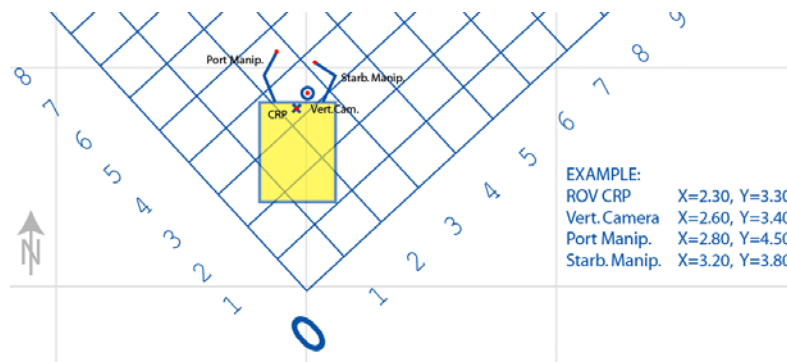 9
8
8
Port Manip.
Starb. Manip.
7
7
CRP
Vert. Cam.
6
6
5
5
EXAMPLE:
ROV CRP X=2.30, Y=3.30
4
4
Vert. Camera X=2.60, Y=3.40
3
3
Port Manip. X=2.80, Y=4.50
N
2
2
Starb. Manip. X=3.20, Y=3.80
1
1
0